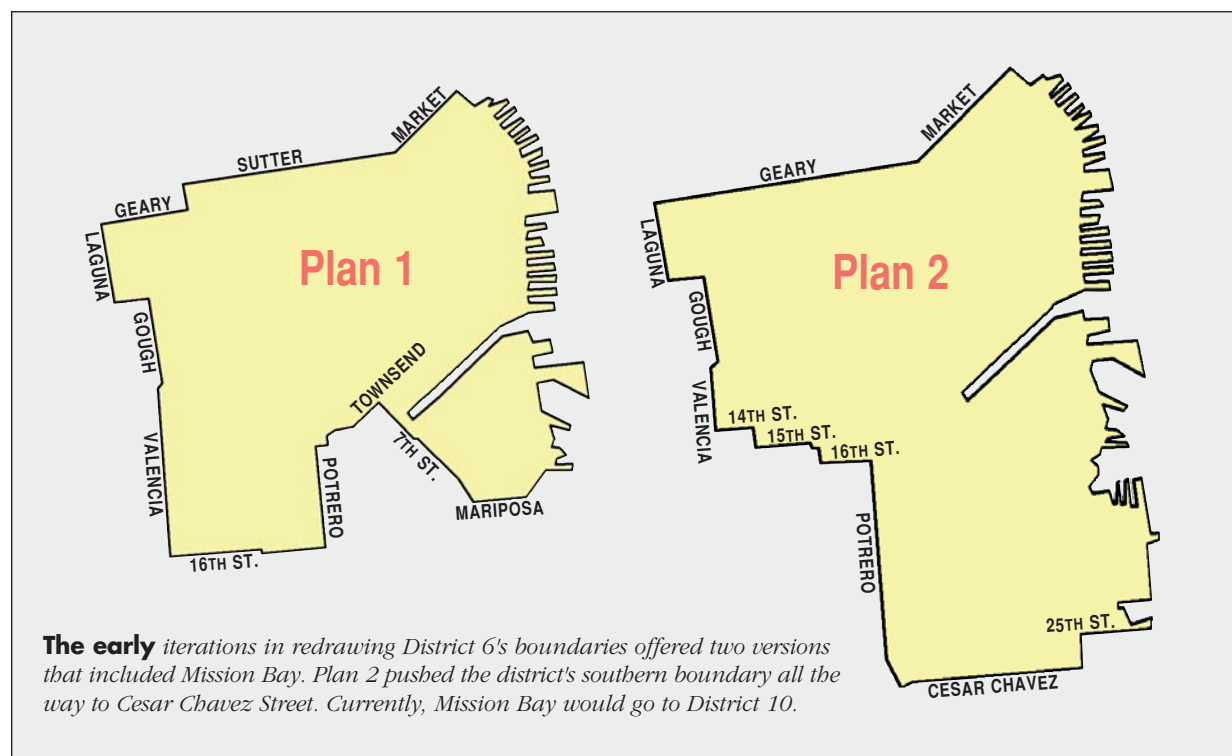 MARKET
SUTTER
GEARY
LAGUNA
Plan 1
GOUGH
TOWNSEND
VALENCIA
7TH ST.
POTRERO
MARIPOSA
16TH ST.
MARKET
GEARY
LAGUNA
Plan 2
GOUGH
VALENCIA
14TH ST.
15TH ST.
16TH ST.
POTRERO
25TH ST.
CESAR CHAVEZ
The early iterations in redrawing District 6's boundaries offered two versions
that included Mission Bay. Plan 2 pushed the district's southern boundary all the
way to Cesar Chavez Street. Currently, Mission Bay would go to District 10.